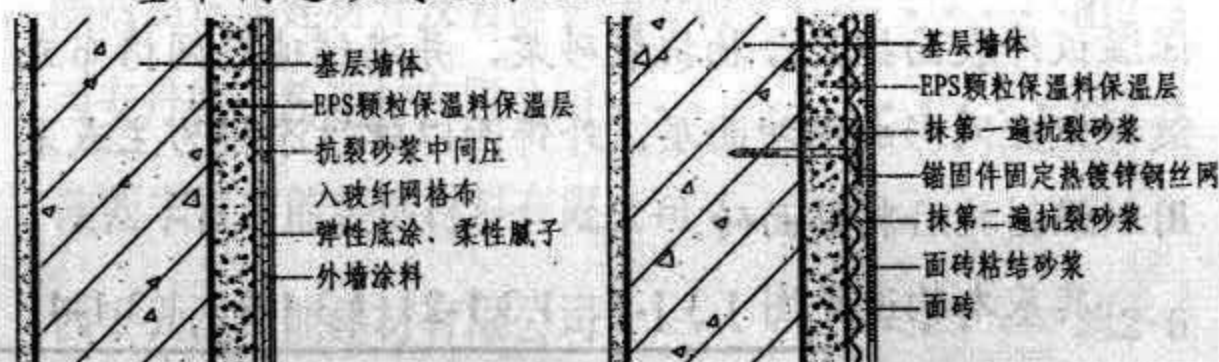 基层墙体
EPS颗粒保温料保温层
抗裂砂浆中间压
入玻纤网格布
弹性底涂、柔性腻子
外墙涂料
基层墙体
EPS颗粒保温料保温层
抹第一遍抗裂砂浆
锚固件固定热镀锌钢丝网
抹第二遍抗裂砂浆
面砖粘结砂浆
面砖